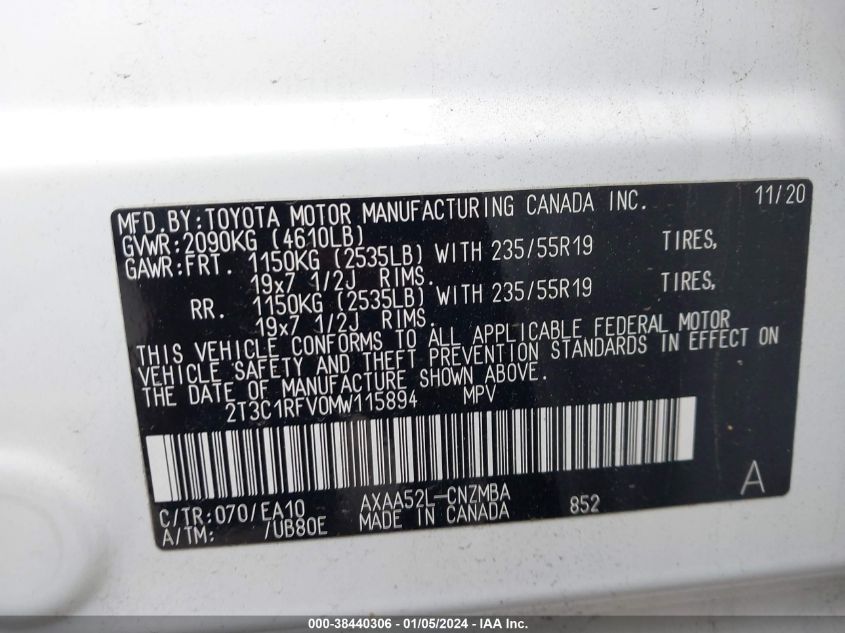 MFD.BY:TOYOTA MOTOR MANUFACTURING CANADA INC. 11/20
GVWR:2090KG (4610LB)
GAWR:FRT. 1150KG (2535LB) WITH 235/55R19 TIRES,
19x7 1/2J RIMS.
RR. 1150KG (2535LB) WITH 235/55R19 TIRES,
19x7 1/2J RIMS.
THIS VEHICLE CONFORMS TO ALL APPLICABLE FEDERAL MOTOR
VEHICLE SAFETY AND THEFT PREVENTION STANDARDS IN EFFECT ON
THE DATE OF MANUFACTURE SHOWN ABOVE.
2T3C1RFV0MW115894 MPV
C/TR:070/EA10 AXAA52L-CNZMBA A
A/TM: /UB80E MADE IN CANADA 852
000-38440306 - 01/05/2024 - IAA Inc.